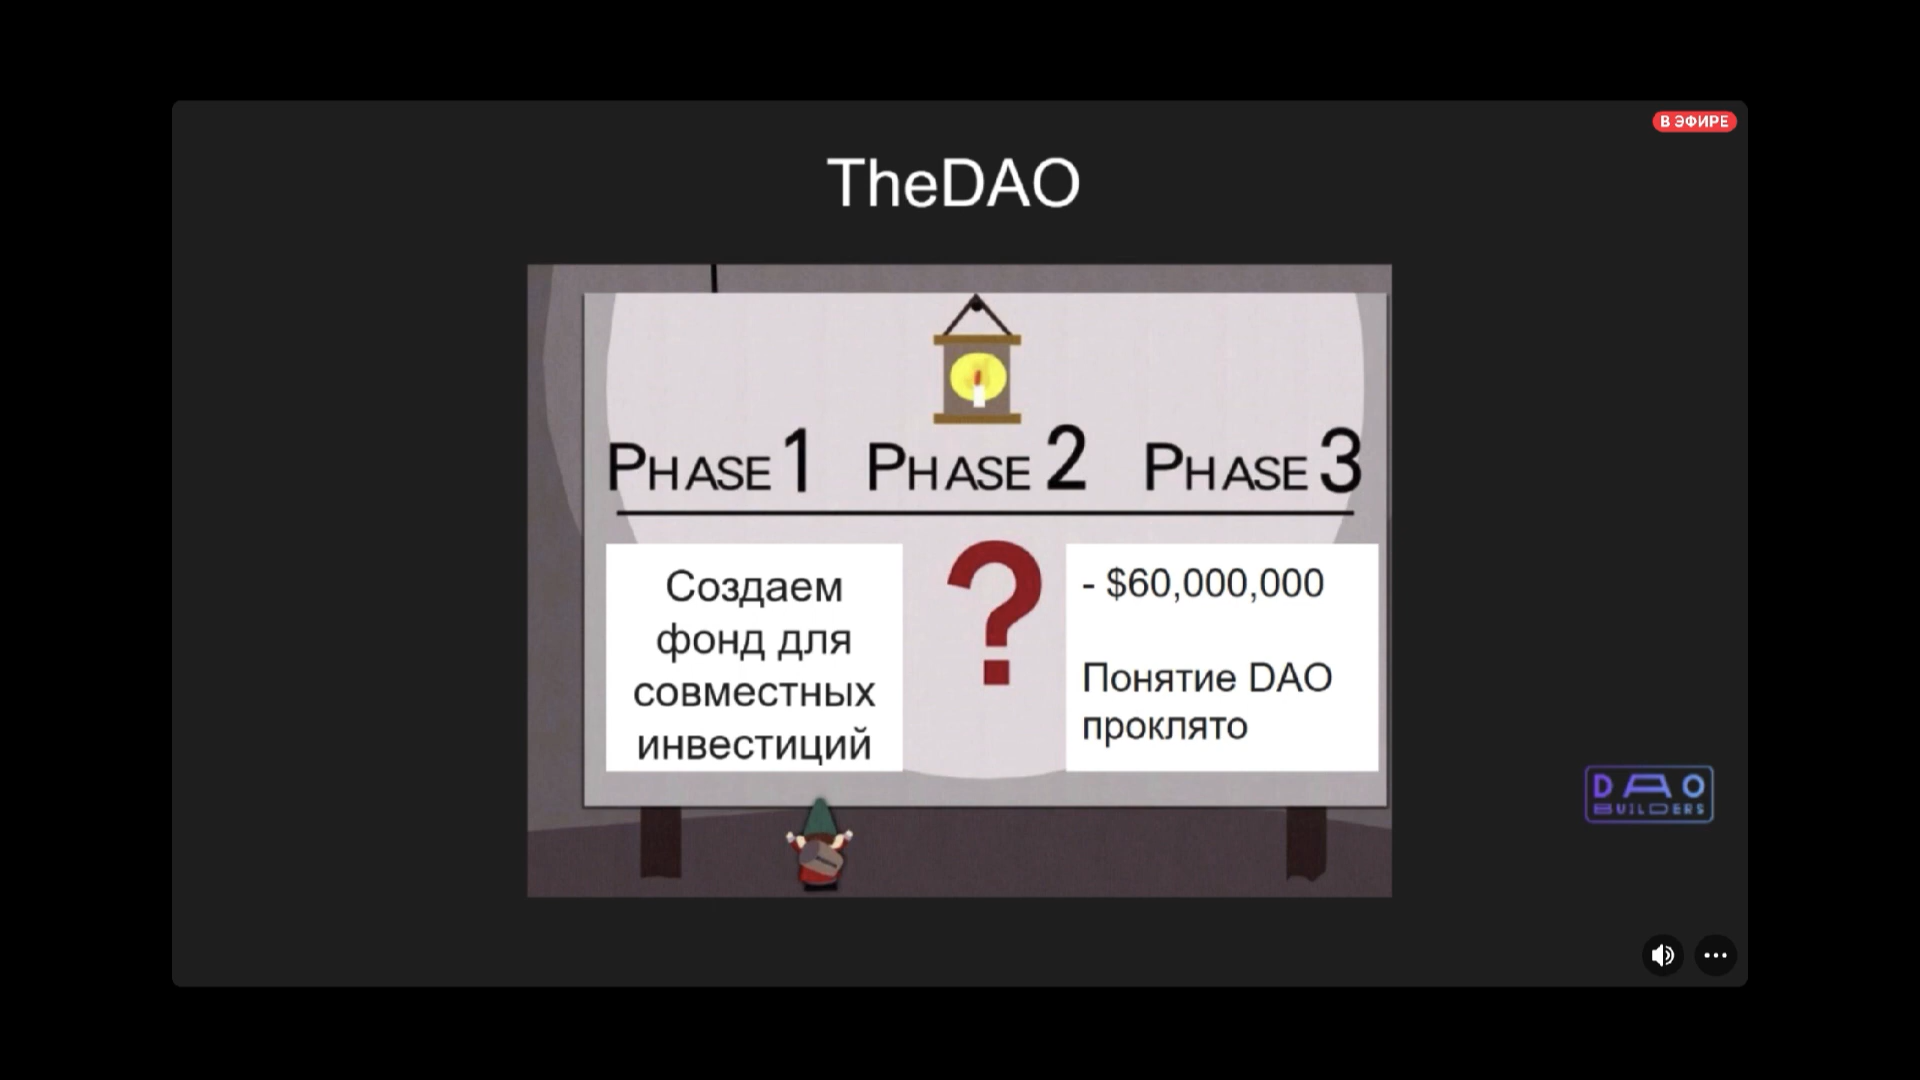 В ЭФИРЕ
TheDAO
PHASE 1 PHASE 2 PHASE 3
Создаем
фонд для
совместных
инвестиций
?
- $60,000,000
Понятие DAO
проклято
DAO
BUILDERS